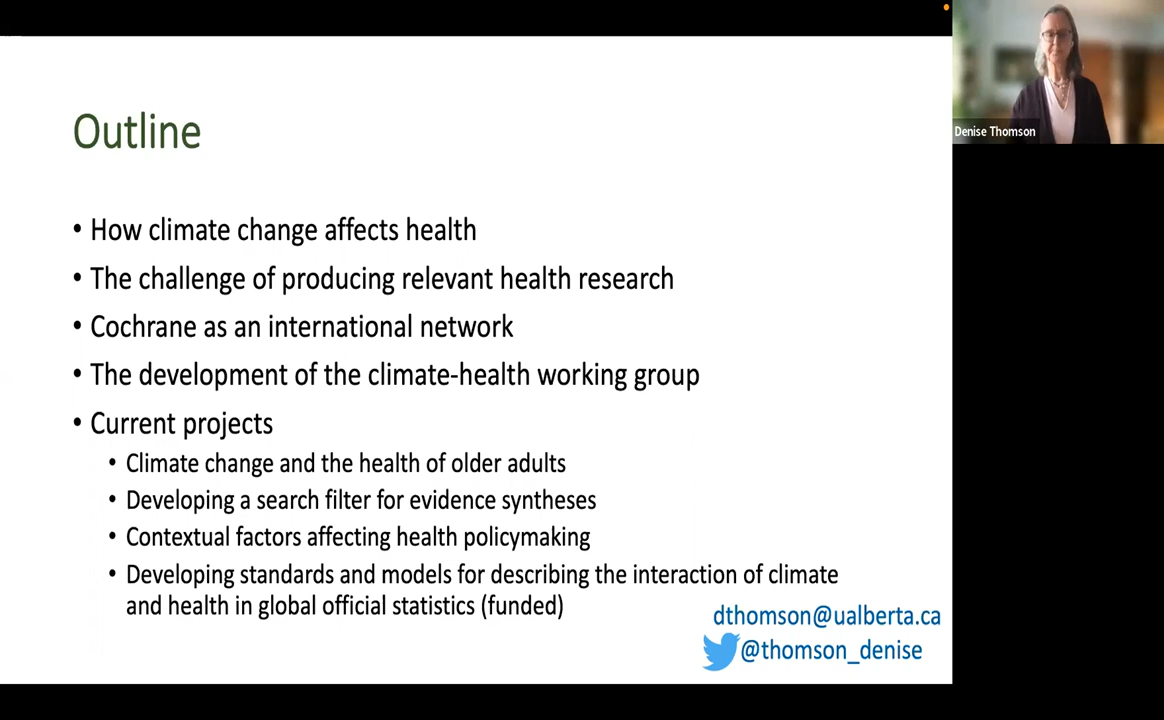 Outline
• How climate change affects health
• The challenge of producing relevant health research
• Cochrane as an international network
• The development of the climate-health working group
• Current projects
• Climate change and the health of older adults
• Developing a search filter for evidence syntheses
• Contextual factors affecting health policymaking
• Developing standards and models for describing the interaction of climate
and health in global official statistics (funded)
dthomson@ualberta.ca
@thomson_denise
Denise Thomson